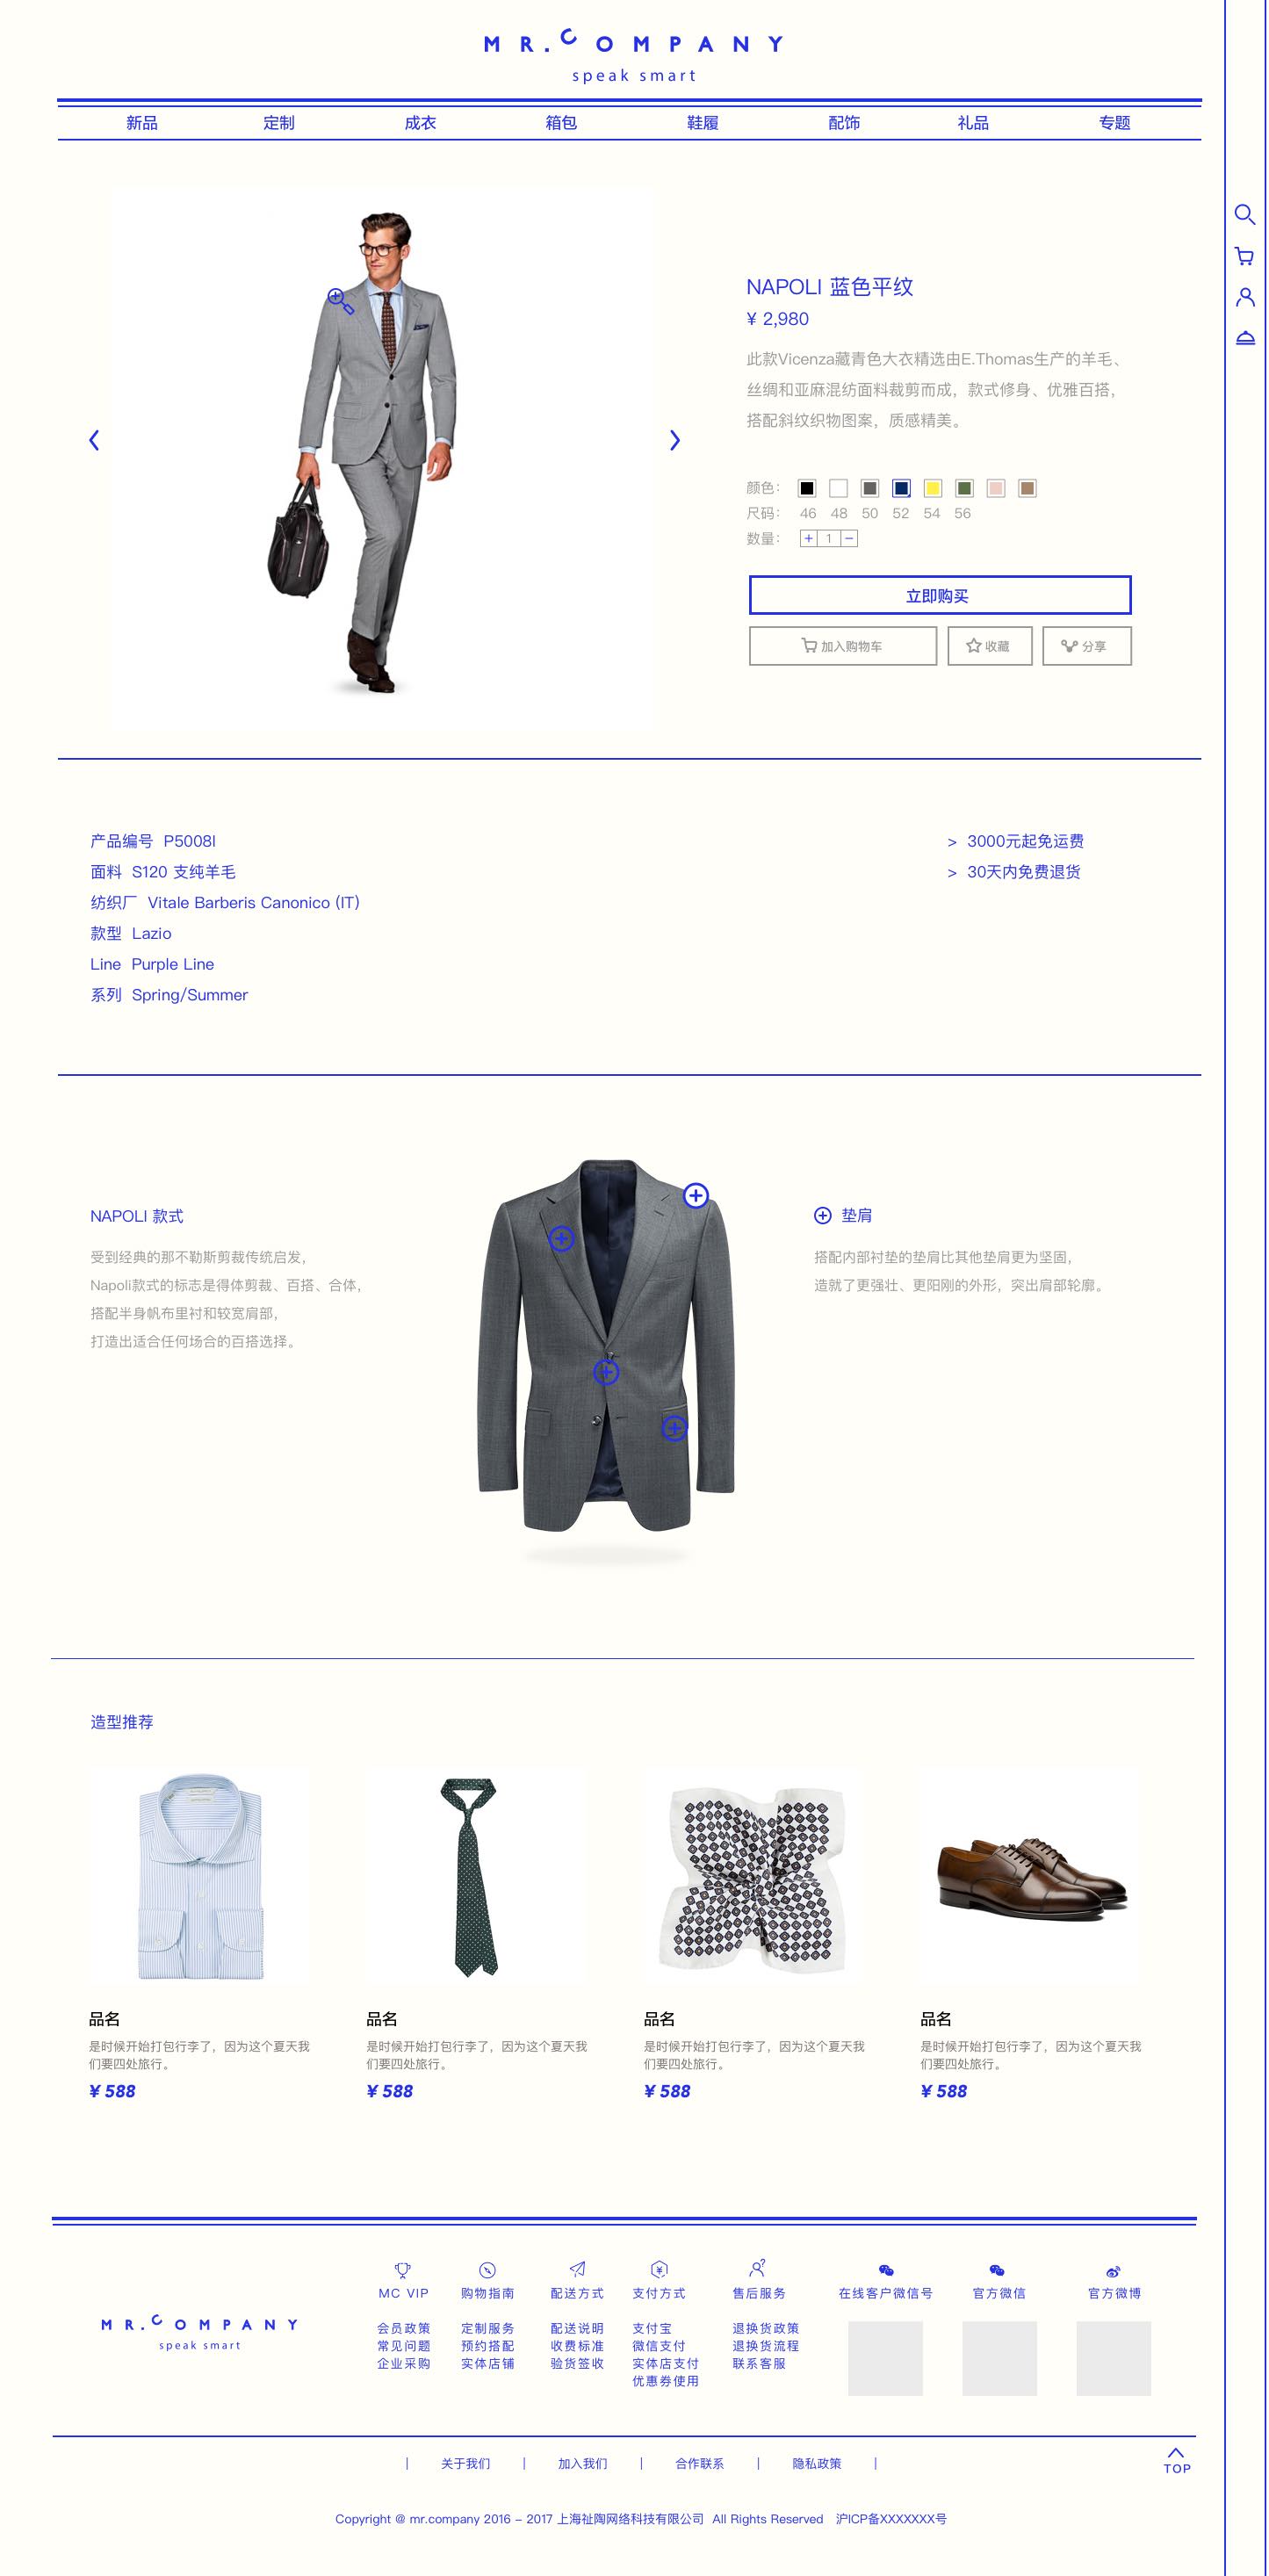 MR.COMPANY
speak smart
新品 定制 成衣 箱包 鞋履 配饰 礼品 专题
NAPOLI 蓝色平纹
¥ 2,980
此款Vicenza藏青色大衣精选由E.Thomas生产的羊毛、
丝绸和亚麻混纺面料裁剪而成，款式修身、优雅百搭，
搭配斜纹织物图案，质感精美。
颜色：
尺码： 46 48 50 52 54 56
数量： + 1 −
立即购买
加入购物车 收藏 分享
产品编号 P5008I
面料 S120 支纯羊毛
纺织厂 Vitale Barberis Canonico (IT)
款型 Lazio
Line Purple Line
系列 Spring/Summer
> 3000元起免运费
> 30天内免费退货
NAPOLI 款式
受到经典的那不勒斯剪裁传统启发，
Napoli款式的标志是得体剪裁、百搭、合体，
搭配半身帆布里衬和较宽肩部，
打造出适合任何场合的百搭选择。
垫肩
搭配内部衬垫的垫肩比其他垫肩更为坚固，
造就了更强壮、更阳刚的外形，突出肩部轮廓。
造型推荐
品名
是时候开始打包行李了，因为这个夏天我
们要四处旅行。
¥ 588
品名
是时候开始打包行李了，因为这个夏天我
们要四处旅行。
¥ 588
品名
是时候开始打包行李了，因为这个夏天我
们要四处旅行。
¥ 588
品名
是时候开始打包行李了，因为这个夏天我
们要四处旅行。
¥ 588
MR.COMPANY
speak smart
MC VIP
会员政策
常见问题
企业采购
购物指南
定制服务
预约搭配
实体店铺
配送方式
配送说明
收费标准
验货签收
支付方式
支付宝
微信支付
实体店支付
优惠券使用
售后服务
退换货政策
退换货流程
联系客服
在线客户微信号
官方微信
官方微博
| 关于我们 | 加入我们 | 合作联系 | 隐私政策 |
TOP
Copyright @ mr.company 2016 – 2017 上海祉陶网络科技有限公司 All Rights Reserved 沪ICP备XXXXXXX号